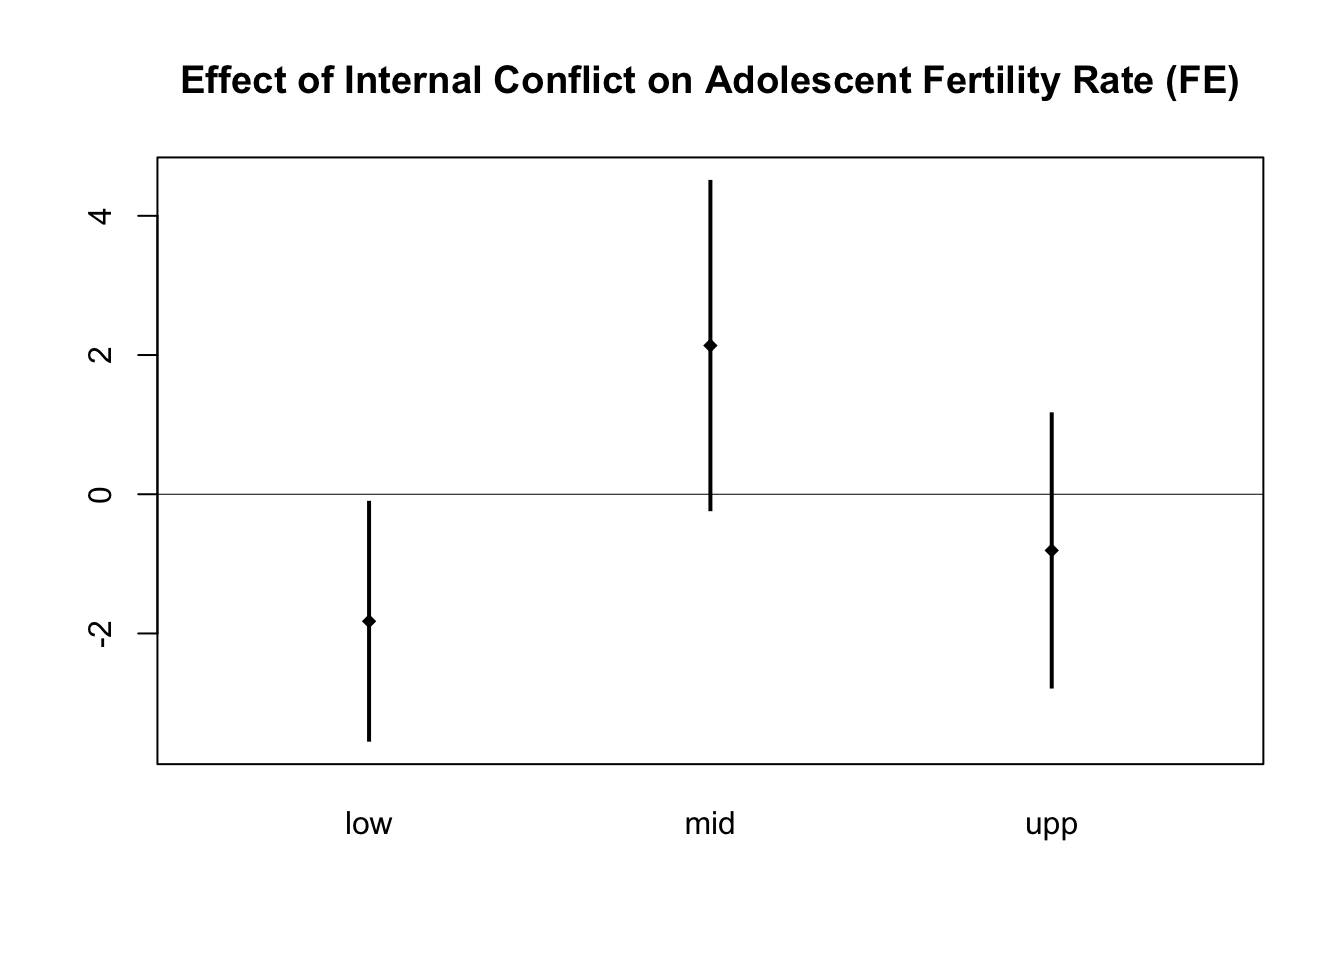 Effect of Internal Conflict on Adolescent Fertility Rate (FE)
4
2
0
-2
low mid upp